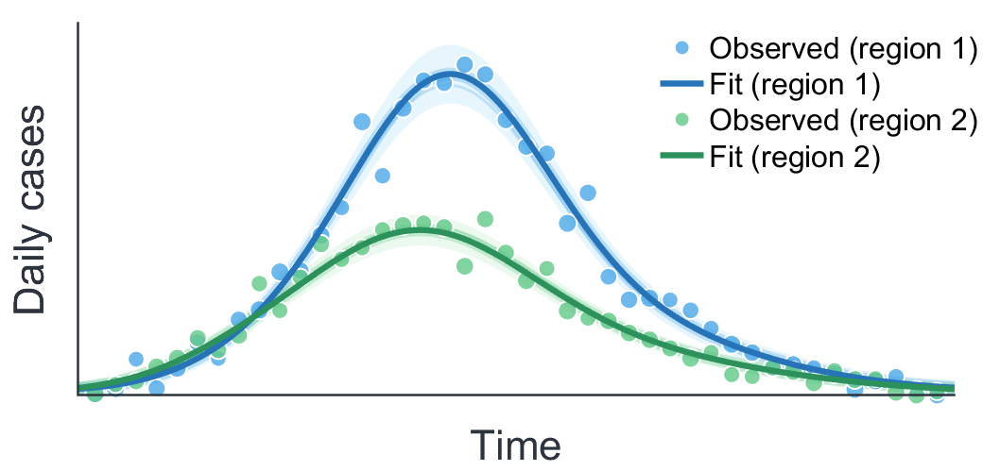 Daily cases
Observed (region 1)
Fit (region 1)
Observed (region 2)
Fit (region 2)
Time